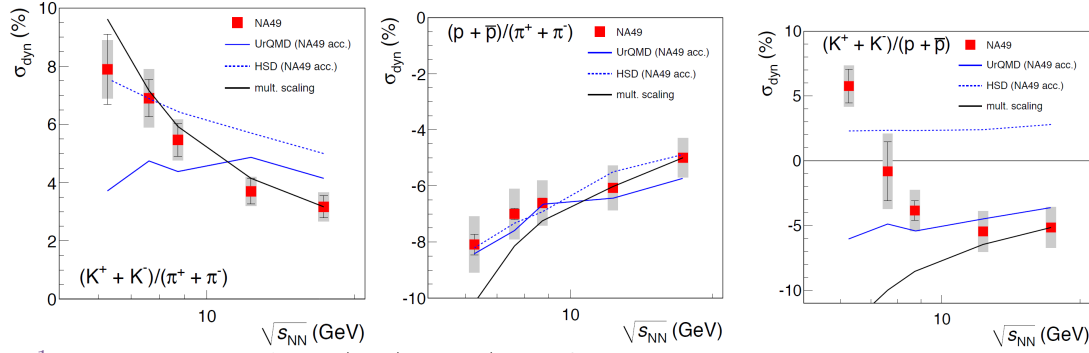 10
8
6
4
2
0
σdyn (%)
NA49
UrQMD (NA49 acc.)
HSD (NA49 acc.)
mult. scaling
(K⁺ + K⁻)/(π⁺ + π⁻)
10
√sNN (GeV)
0
-2
-4
-6
-8
-10
σdyn (%)
(p + p̅)/(π⁺ + π⁻)
NA49
UrQMD (NA49 acc.)
HSD (NA49 acc.)
mult. scaling
10
√sNN (GeV)
10
5
0
-5
-10
σdyn (%)
(K⁺ + K⁻)/(p + p̅)
NA49
UrQMD (NA49 acc.)
HSD (NA49 acc.)
mult. scaling
10
√sNN (GeV)